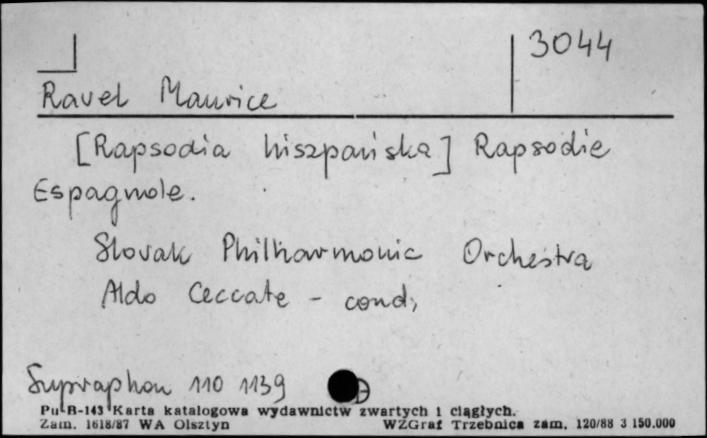 3044
Ravel Maurice
[Rapsodia hiszpańska] Rapsodie
Espagnole.
Slovak Philharmonic Orchestra
Aldo Ceccate - cond,
Supraphon 110 1139
Pu-B-143 Karta katalogowa wydawnictw zwartych i ciągłych.
Zam. 1618/87 WA Olsztyn WZGraf Trzebnica zam. 120/88 3 150.000